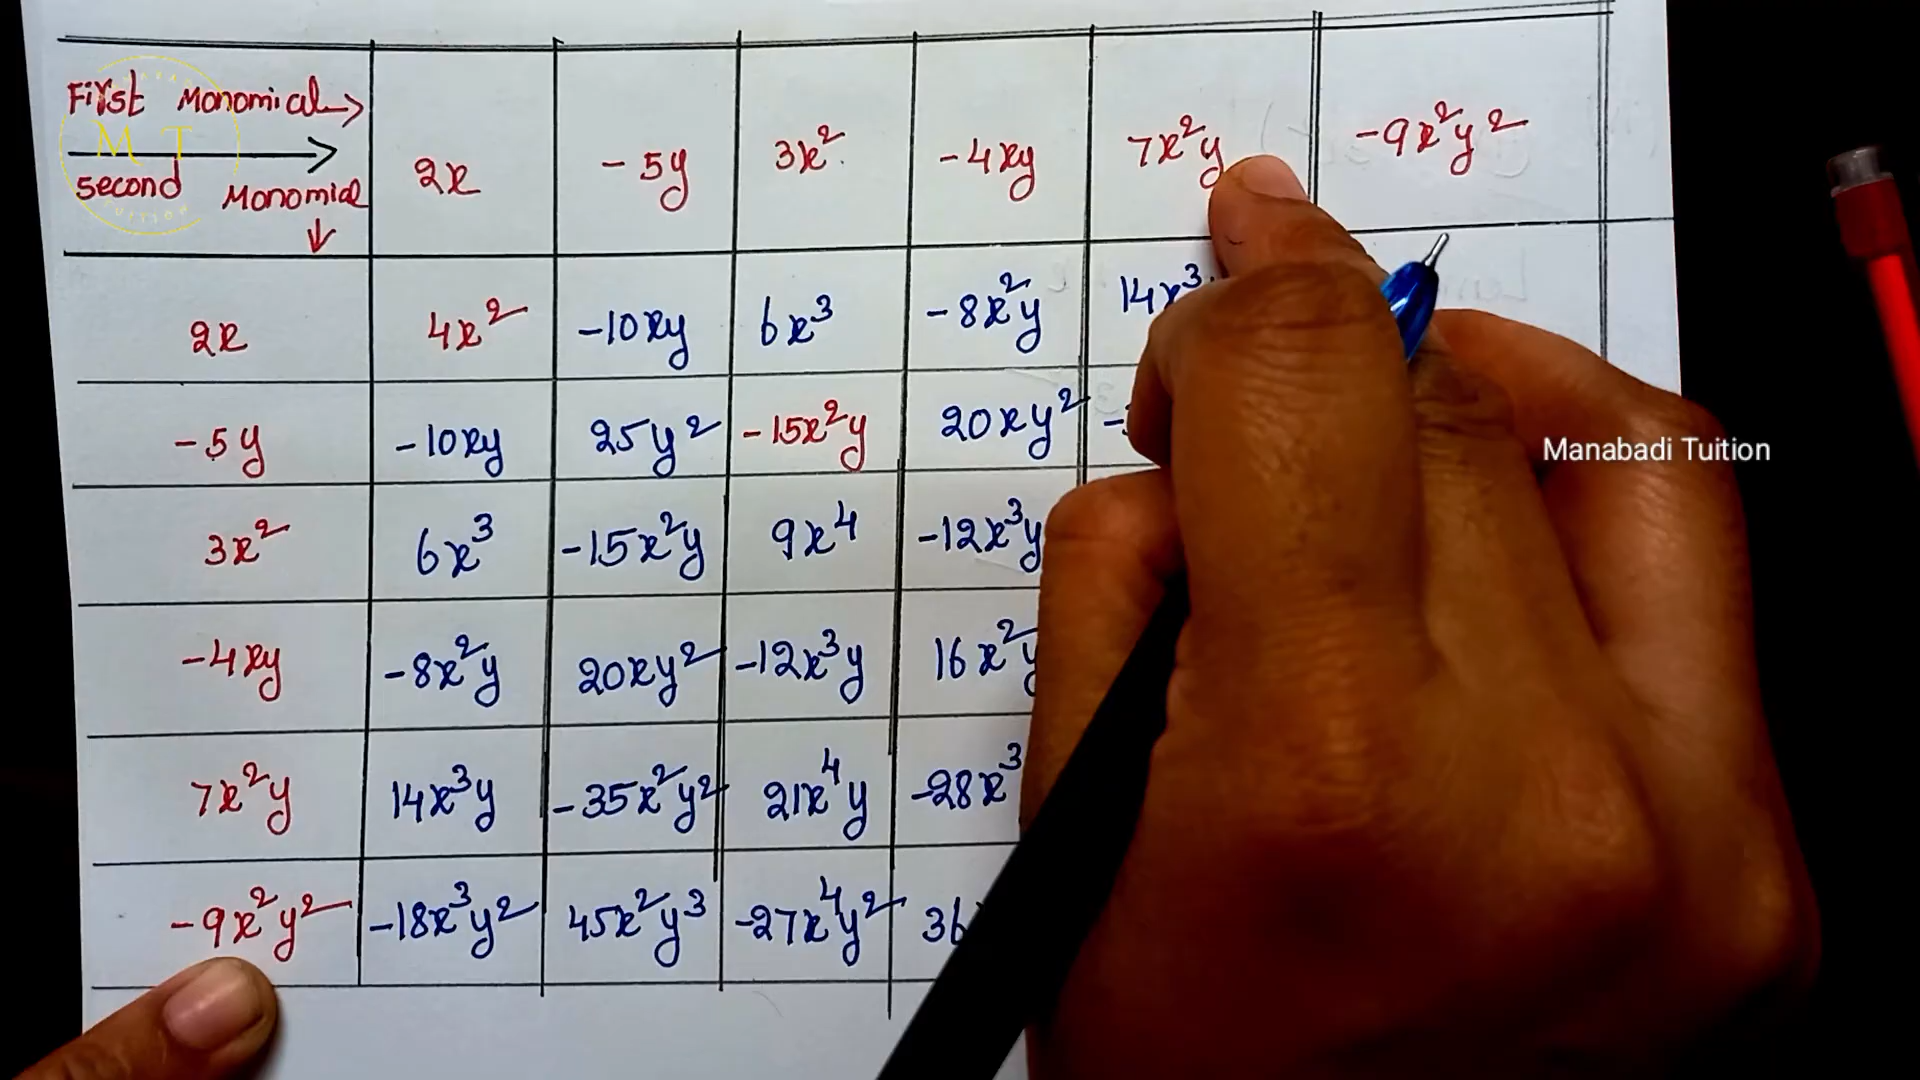 First Monomial →
Second Monomial ↓
2x -5y 3x² -4xy 7x²y -9x²y²
2x 4x² -10xy 6x³ -8x²y 14x³
-5y -10xy 25y² -15x²y 20xy² -
3x² 6x³ -15x²y 9x⁴ -12x³y
-4xy -8x²y 20xy² -12x³y 16x²y
7x²y 14x³y -35x²y² 21x⁴y -28x³
-9x²y² -18x³y² 45x²y³ -27x⁴y² 36
M T
TUITION
Manabadi Tuition